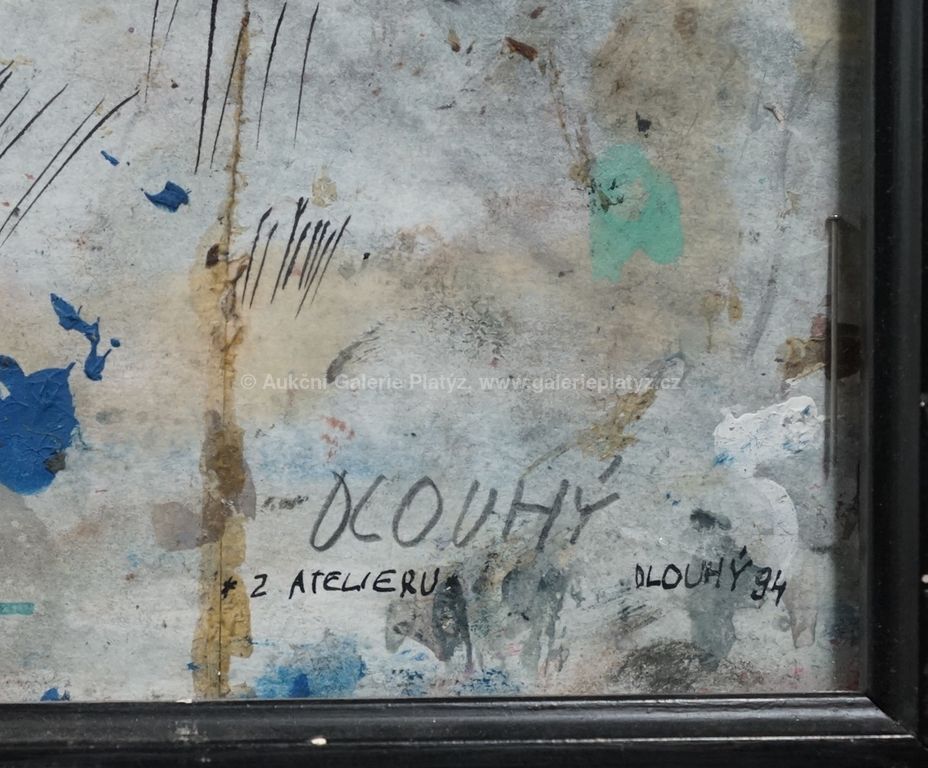 © Aukční Galerie Platýz, www.galerieplatyz.cz
DLOUHÝ
* Z ATELIERU * DLOUHÝ 94